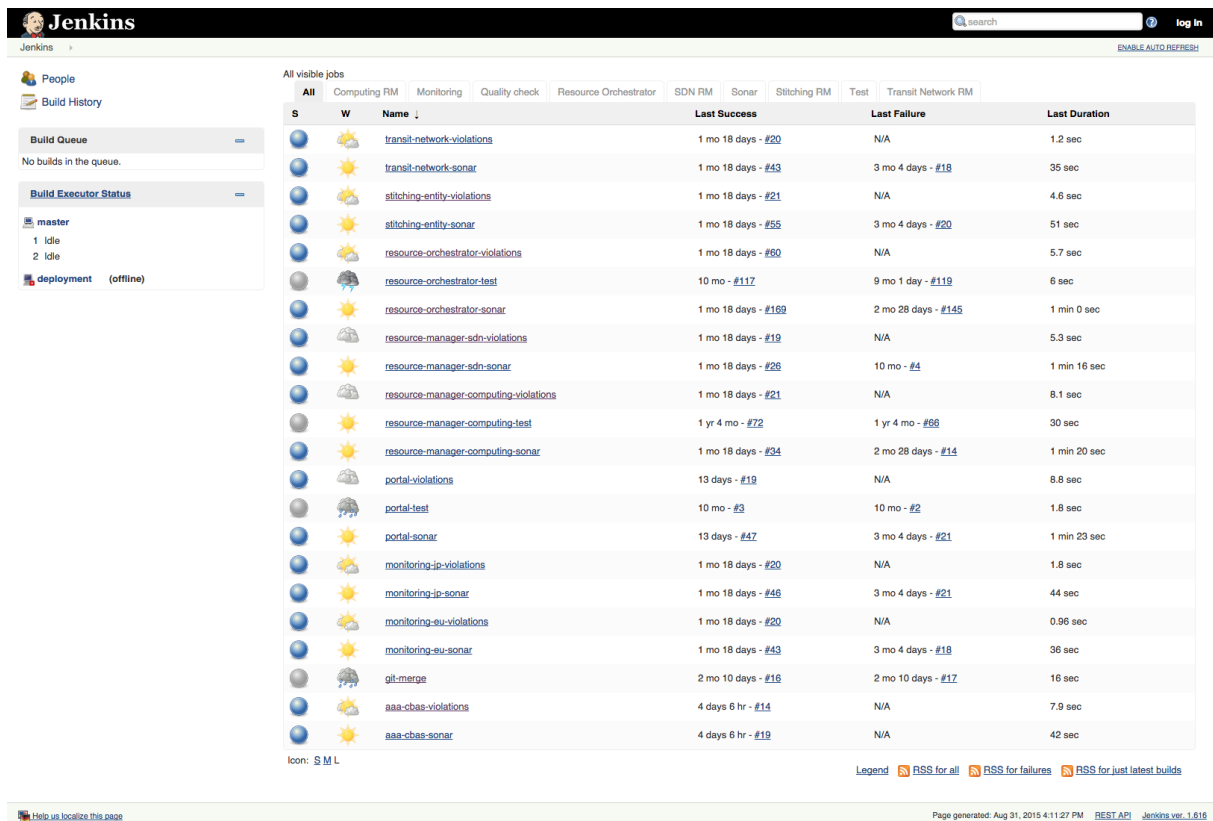 Jenkins
search
log in
Jenkins
ENABLE AUTO REFRESH
People
Build History
Build Queue
No builds in the queue.
Build Executor Status
master
1 Idle
2 Idle
deployment (offline)
All visible jobs
All Computing RM Monitoring Quality check Resource Orchestrator SDN RM Sonar Stitching RM Test Transit Network RM
S W Name ↓ Last Success Last Failure Last Duration
transit-network-violations 1 mo 18 days - #20 N/A 1.2 sec
transit-network-sonar 1 mo 18 days - #43 3 mo 4 days - #18 35 sec
stitching-entity-violations 1 mo 18 days - #21 N/A 4.6 sec
stitching-entity-sonar 1 mo 18 days - #55 3 mo 4 days - #20 51 sec
resource-orchestrator-violations 1 mo 18 days - #60 N/A 5.7 sec
resource-orchestrator-test 10 mo - #117 9 mo 1 day - #119 6 sec
resource-orchestrator-sonar 1 mo 18 days - #169 2 mo 28 days - #145 1 min 0 sec
resource-manager-sdn-violations 1 mo 18 days - #19 N/A 5.3 sec
resource-manager-sdn-sonar 1 mo 18 days - #26 10 mo - #4 1 min 16 sec
resource-manager-computing-violations 1 mo 18 days - #21 N/A 8.1 sec
resource-manager-computing-test 1 yr 4 mo - #72 1 yr 4 mo - #66 30 sec
resource-manager-computing-sonar 1 mo 18 days - #34 2 mo 28 days - #14 1 min 20 sec
portal-violations 13 days - #19 N/A 8.8 sec
portal-test 10 mo - #3 10 mo - #2 1.8 sec
portal-sonar 13 days - #47 3 mo 4 days - #21 1 min 23 sec
monitoring-jp-violations 1 mo 18 days - #20 N/A 1.8 sec
monitoring-jp-sonar 1 mo 18 days - #46 3 mo 4 days - #21 44 sec
monitoring-eu-violations 1 mo 18 days - #20 N/A 0.96 sec
monitoring-eu-sonar 1 mo 18 days - #43 3 mo 4 days - #18 36 sec
git-merge 2 mo 10 days - #16 2 mo 10 days - #17 16 sec
aaa-cbas-violations 4 days 6 hr - #14 N/A 7.9 sec
aaa-cbas-sonar 4 days 6 hr - #19 N/A 42 sec
Icon: S M L
Legend RSS for all RSS for failures RSS for just latest builds
Help us localize this page
Page generated: Aug 31, 2015 4:11:27 PM REST API Jenkins ver. 1.616